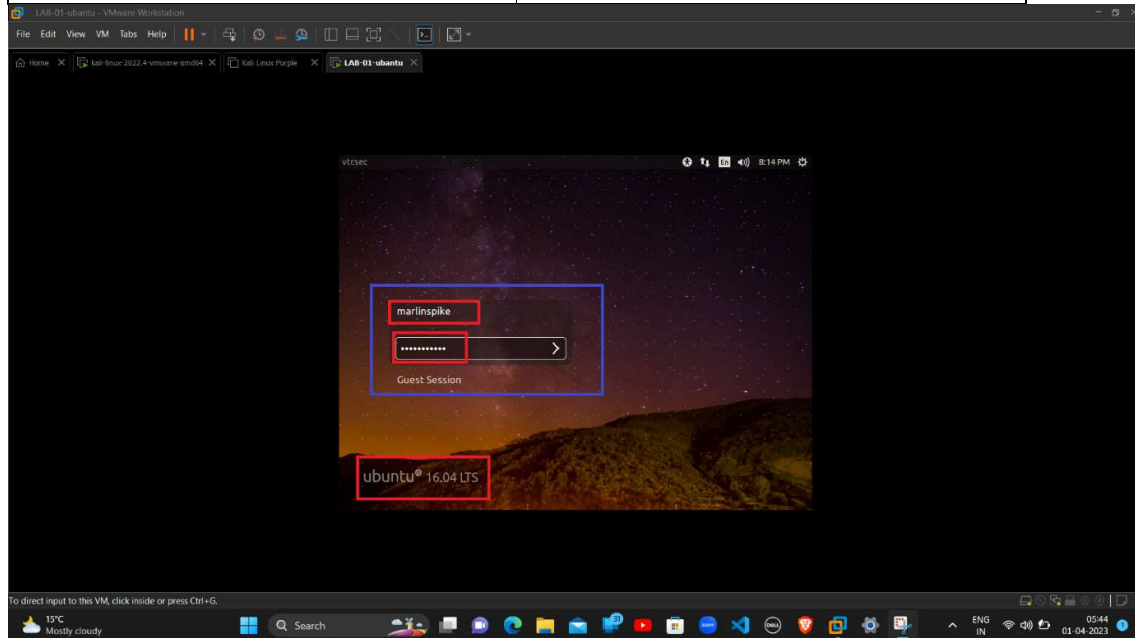 LAB-01-ubantu - VMware Workstation
File Edit View VM Tabs Help
Home kali-linux-2022.4-vmware-amd64 Kali Linux Purple LAB-01-ubantu
vtcsec En 8:14 PM
marlinspike
Guest Session
ubuntu® 16.04 LTS
To direct input to this VM, click inside or press Ctrl+G.
15°C
Mostly cloudy
Search
ENG
IN
05:44
01-04-2023